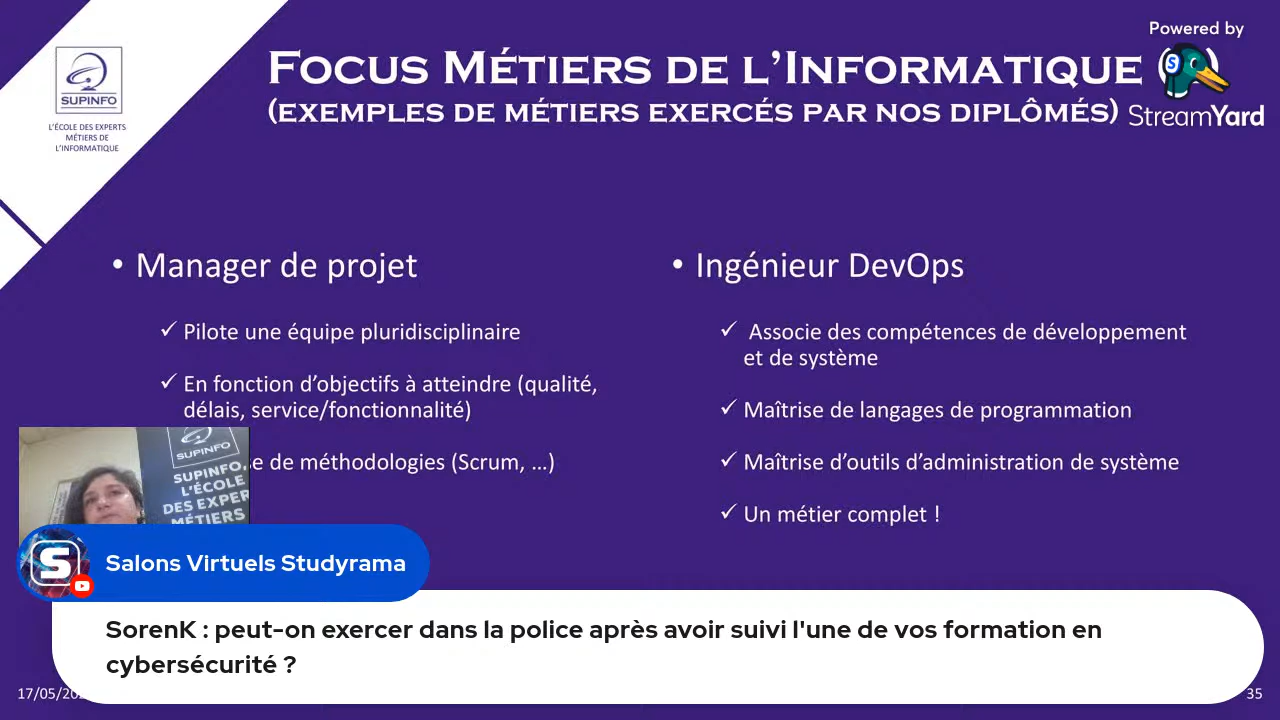 Powered by
StreamYard
SUPINFO
L'ÉCOLE DES EXPERTS
MÉTIERS DE
L'INFORMATIQUE
FOCUS MÉTIERS DE L'INFORMATIQUE
(EXEMPLES DE MÉTIERS EXERCÉS PAR NOS DIPLÔMÉS)
• Manager de projet
✓ Pilote une équipe pluridisciplinaire
✓ En fonction d'objectifs à atteindre (qualité,
délais, service/fonctionnalité)
de méthodologies (Scrum, …)
• Ingénieur DevOps
✓ Associe des compétences de développement
et de système
✓ Maîtrise de langages de programmation
✓ Maîtrise d'outils d'administration de système
✓ Un métier complet !
SUPINFO
SUPINFO.
L'ÉCOLE
DES EXPER
MÉTIERS
S
Salons Virtuels Studyrama
SorenK : peut-on exercer dans la police après avoir suivi l'une de vos formation en
cybersécurité ?
17/05/20
35